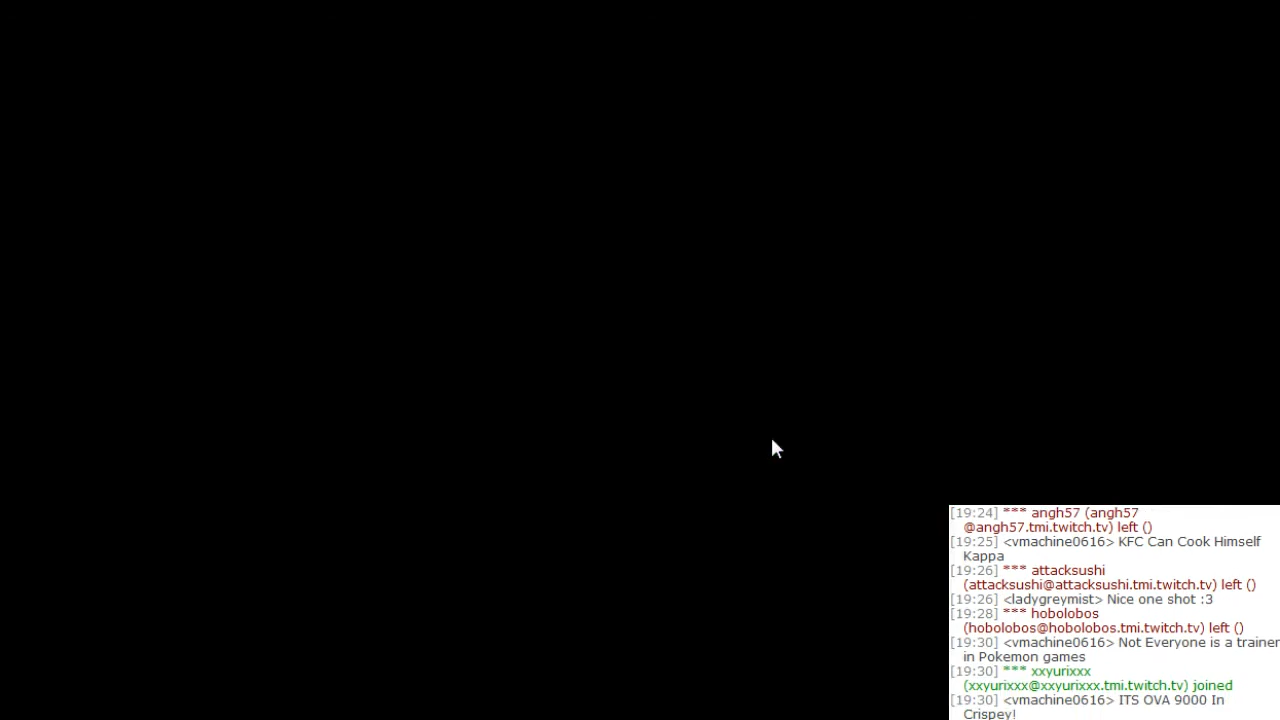 [19:24] *** angh57 (angh57
@angh57.tmi.twitch.tv) left ()
[19:25] <vmachine0616> KFC Can Cook Himself
Kappa
[19:26] *** attacksushi
(attacksushi@attacksushi.tmi.twitch.tv) left ()
[19:26] <ladygreymist> Nice one shot :3
[19:28] *** hobolobos
(hobolobos@hobolobos.tmi.twitch.tv) left ()
[19:30] <vmachine0616> Not Everyone is a trainer
in Pokemon games
[19:30] *** xxyurixxx
(xxyurixxx@xxyurixxx.tmi.twitch.tv) joined
[19:30] <vmachine0616> ITS OVA 9000 In
Crispey!